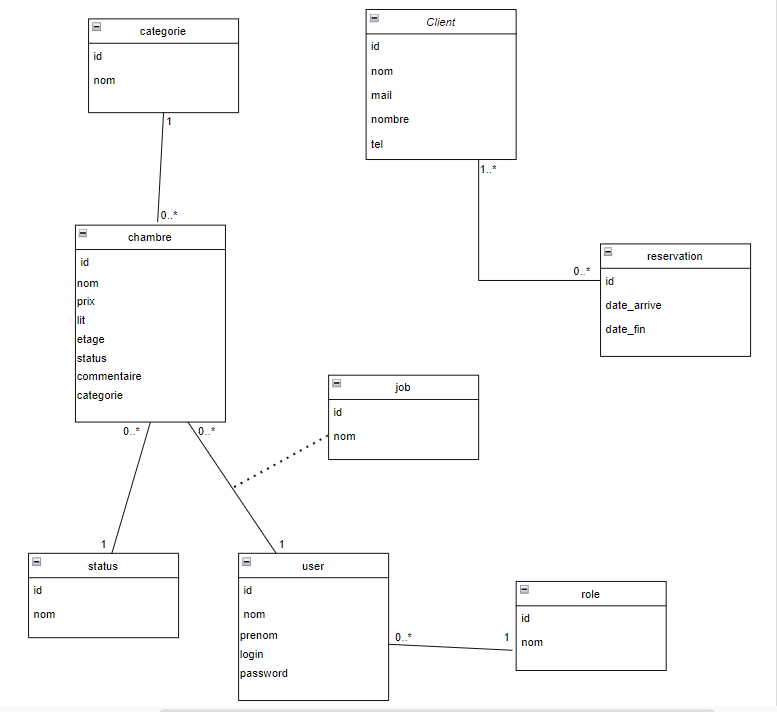 categorie
id
nom
1
0..*
Client
id
nom
mail
nombre
tel
1..*
0..*
reservation
id
date_arrive
date_fin
chambre
id
nom
prix
lit
etage
status
commentaire
categorie
0..*
0..*
job
id
nom
1
1
status
id
nom
user
id
nom
prenom
login
password
0..*
1
role
id
nom